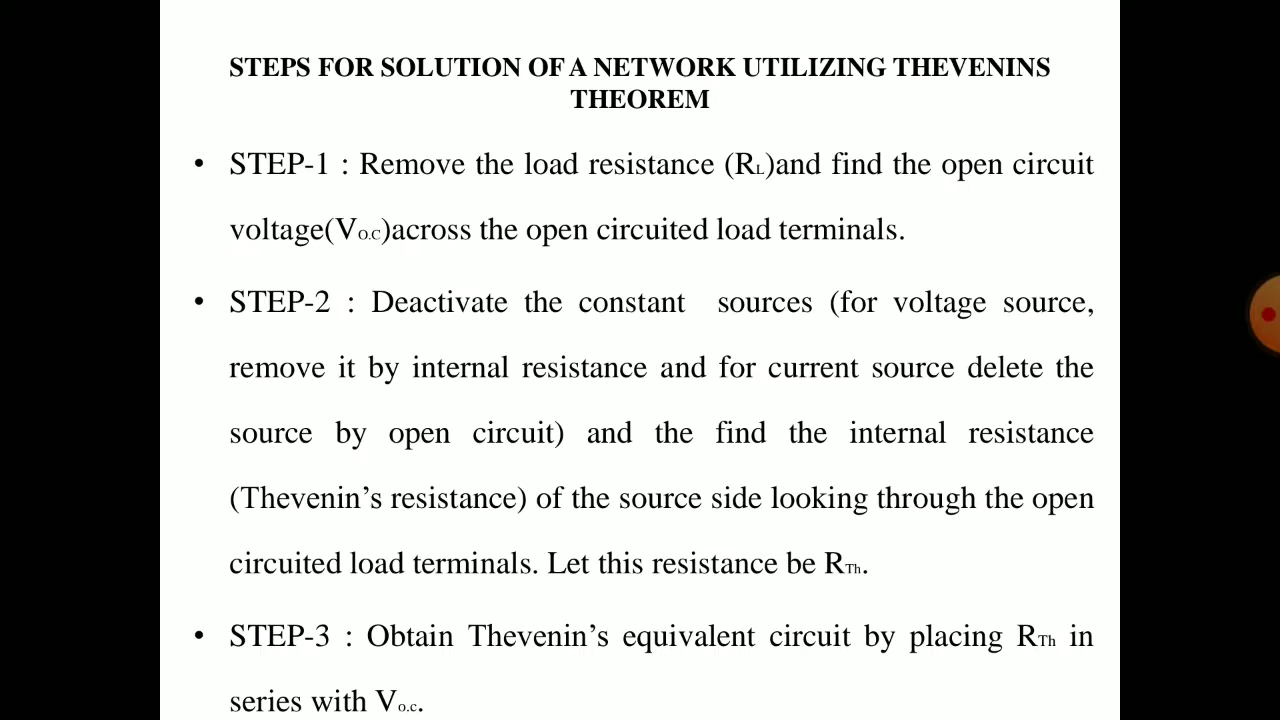 STEPS FOR SOLUTION OF A NETWORK UTILIZING THEVENINS
THEOREM
• STEP-1 : Remove the load resistance (RL)and find the open circuit
voltage(Vo.c)across the open circuited load terminals.
• STEP-2 : Deactivate the constant sources (for voltage source,
remove it by internal resistance and for current source delete the
source by open circuit) and the find the internal resistance
(Thevenin’s resistance) of the source side looking through the open
circuited load terminals. Let this resistance be RTh.
• STEP-3 : Obtain Thevenin’s equivalent circuit by placing RTh in
series with Vo.c.